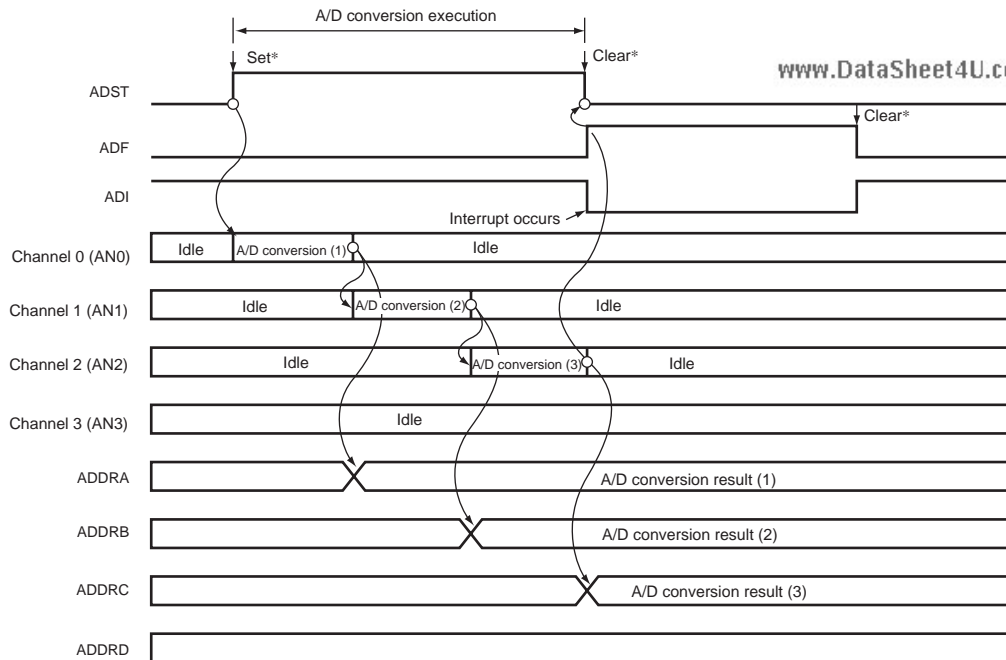 A/D conversion execution
Set*
Clear*
www.DataSheet4U.co
ADST
Clear*
ADF
ADI
Interrupt occurs
Channel 0 (AN0) Idle A/D conversion (1) Idle
Channel 1 (AN1) Idle A/D conversion (2) Idle
Channel 2 (AN2) Idle A/D conversion (3) Idle
Channel 3 (AN3) Idle
ADDRA A/D conversion result (1)
ADDRB A/D conversion result (2)
ADDRC A/D conversion result (3)
ADDRD